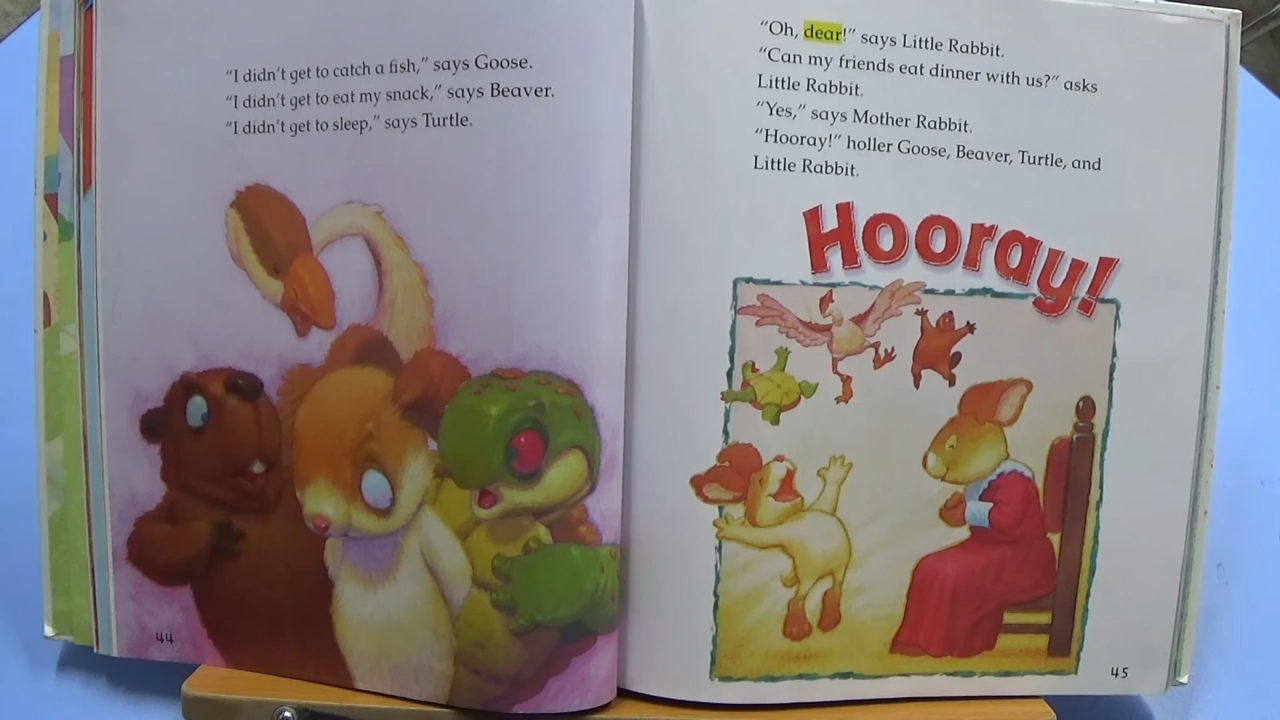 “I didn’t get to catch a fish,” says Goose.
“I didn’t get to eat my snack,” says Beaver.
“I didn’t get to sleep,” says Turtle.
44
“Oh, dear!” says Little Rabbit.
“Can my friends eat dinner with us?” asks
Little Rabbit.
“Yes,” says Mother Rabbit.
“Hooray!” holler Goose, Beaver, Turtle, and
Little Rabbit.
Hooray!
45